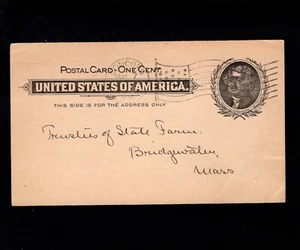 POSTAL CARD - ONE CENT.
UNITED STATES OF AMERICA.
THIS SIDE IS FOR THE ADDRESS ONLY.
Trustees of State Farm.
Bridgewater,
Mass